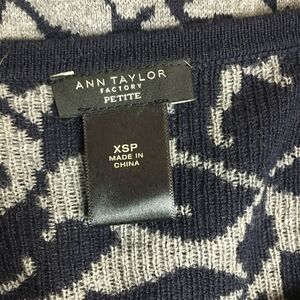 ANN TAYLOR
FACTORY
PETITE
XSP
MADE IN
CHINA